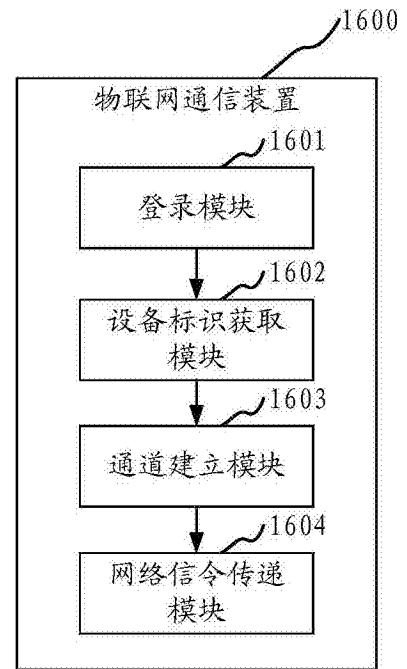 1600
物联网通信装置
1601
登录模块
1602
设备标识获取
模块
1603
通道建立模块
1604
网络信令传递
模块